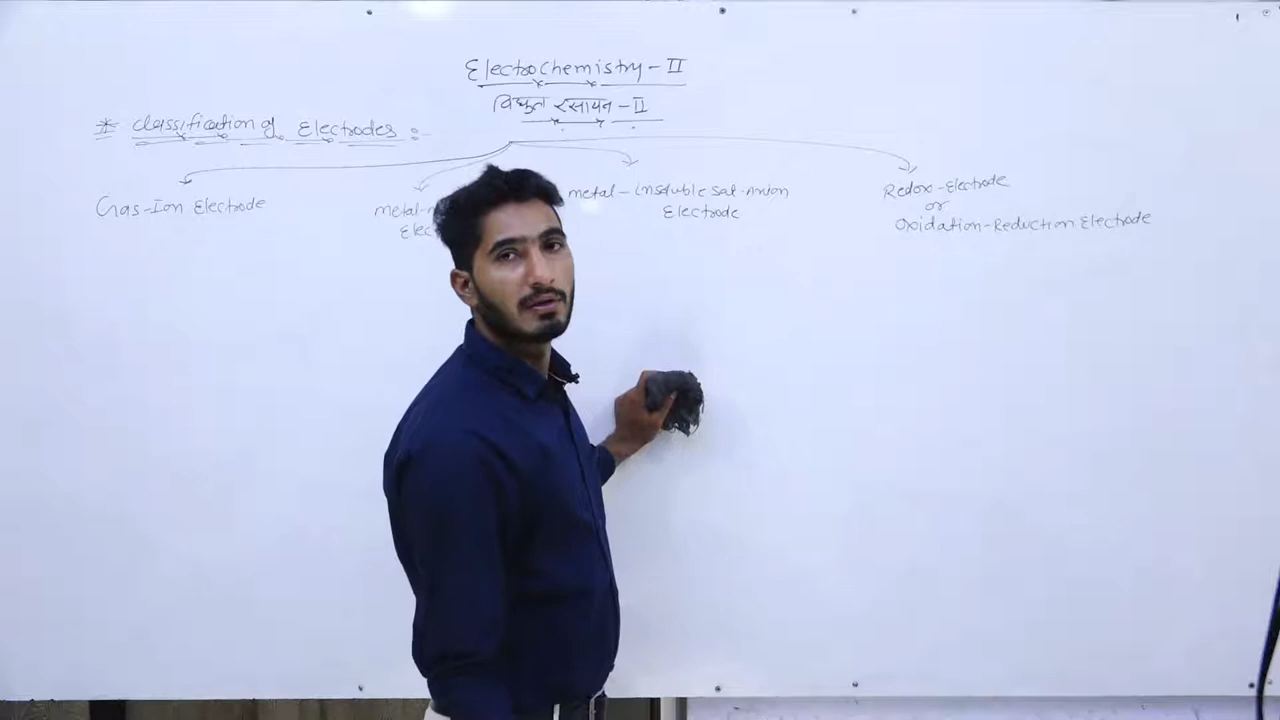 Electrochemistry-II
विद्युत रसायन-II
* Classification of Electrodes :-
Gas-Ion Electrode
metal-
Elec
metal-insoluble salt-Anion
Electrode
Redox-Electrode
or
Oxidation-Reduction Electrode